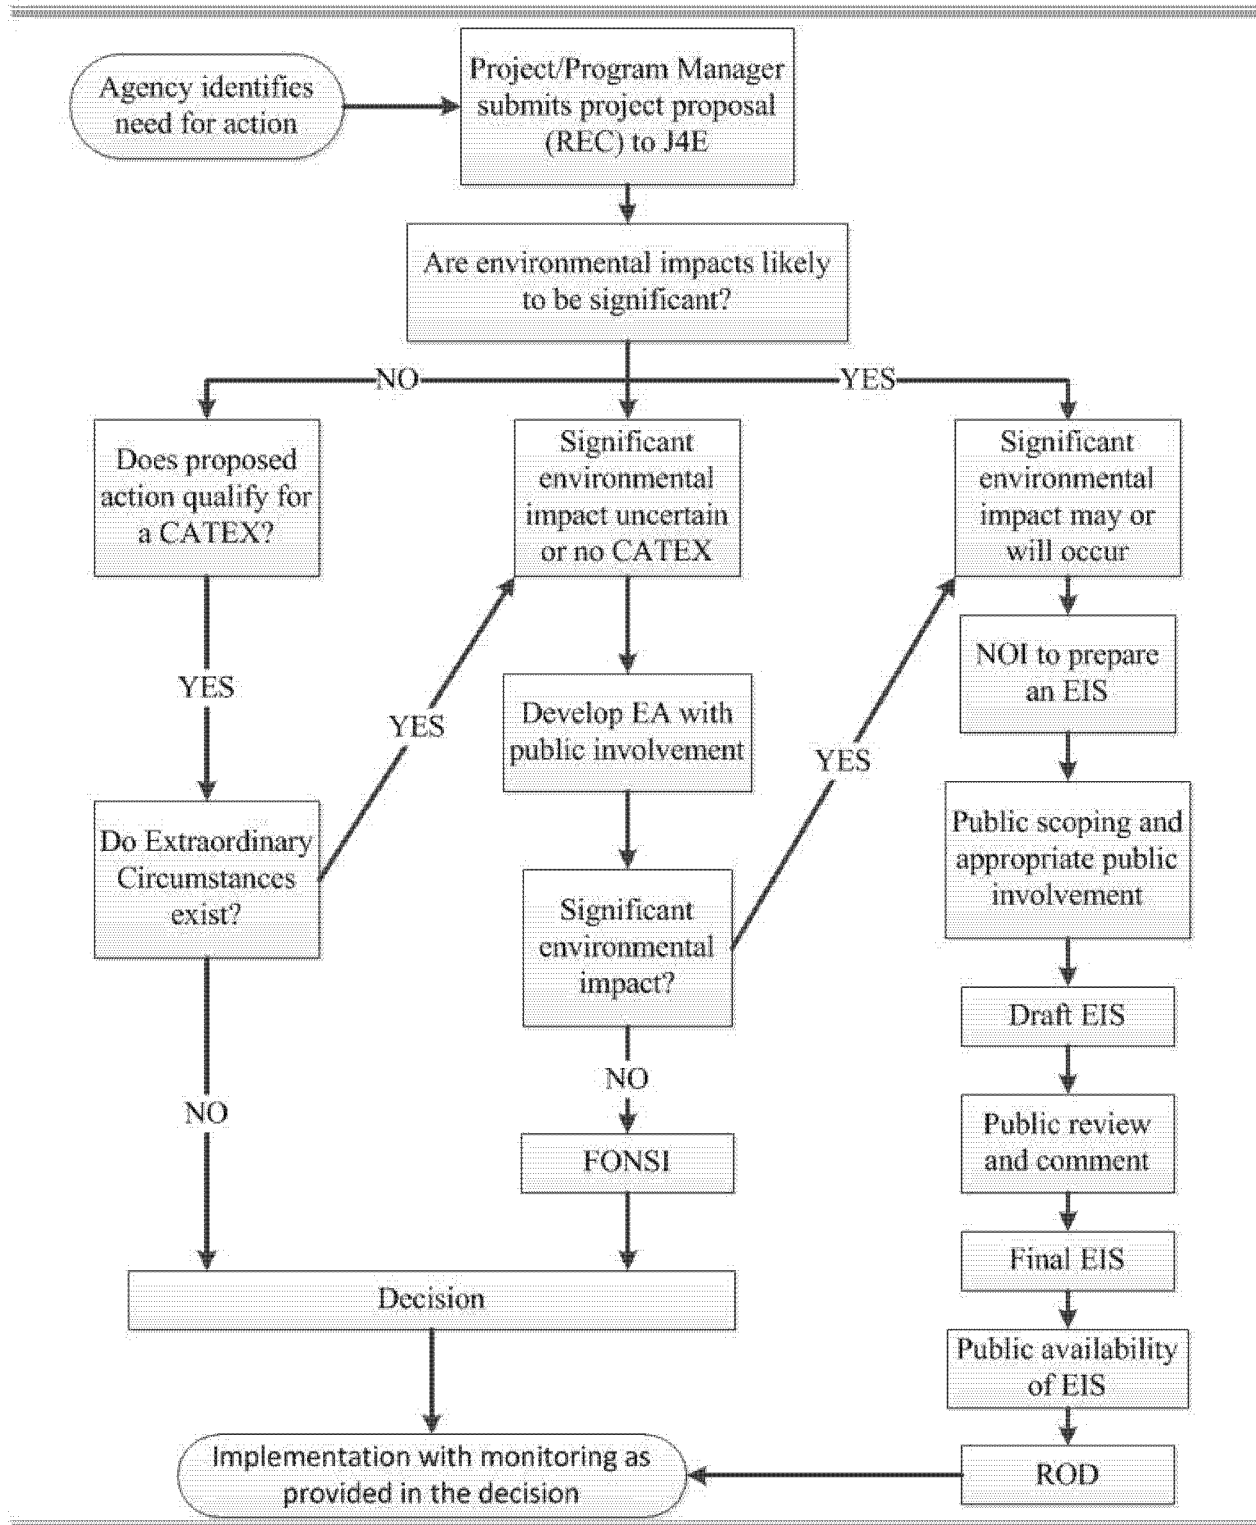 Agency identifies
need for action
Project/Program Manager
submits project proposal
(REC) to J4E
Are environmental impacts likely
to be significant?
NO
YES
Does proposed
action qualify for
a CATEX?
Significant
environmental
impact uncertain
or no CATEX
Significant
environmental
impact may or
will occur
YES
Do Extraordinary
Circumstances
exist?
YES
NO
Develop EA with
public involvement
Significant
environmental
impact?
YES
NO
FONSI
NOI to prepare
an EIS
Public scoping and
appropriate public
involvement
Draft EIS
Public review
and comment
Final EIS
Public availability
of EIS
ROD
Decision
Implementation with monitoring as
provided in the decision